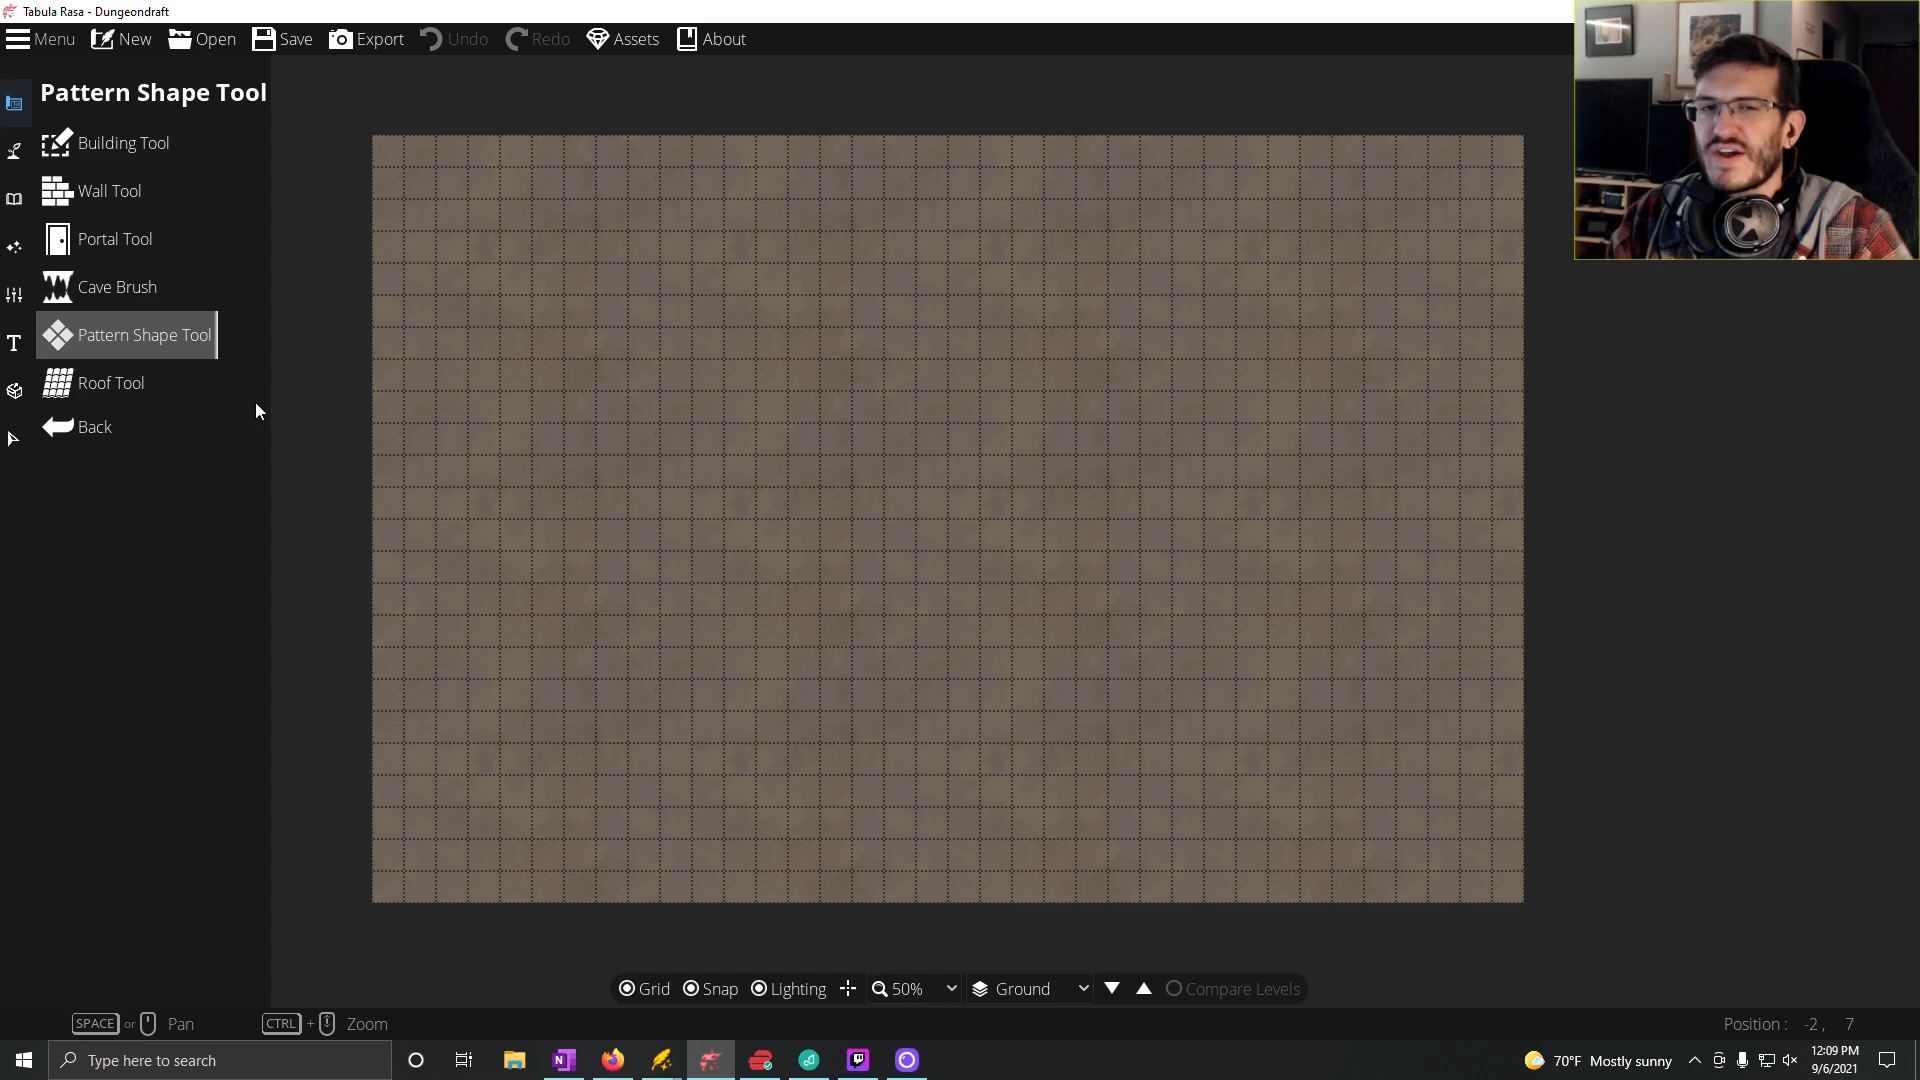 Tabula Rasa - Dungeondraft
Menu New Open Save Export Undo Redo Assets About
Pattern Shape Tool
Building Tool
Wall Tool
Portal Tool
Cave Brush
Pattern Shape Tool
Roof Tool
Back
Grid Snap Lighting 50% Ground Compare Levels
SPACE or Pan CTRL + Zoom Position : -2 , 7
Type here to search 70°F Mostly sunny 12:09 PM
9/6/2021